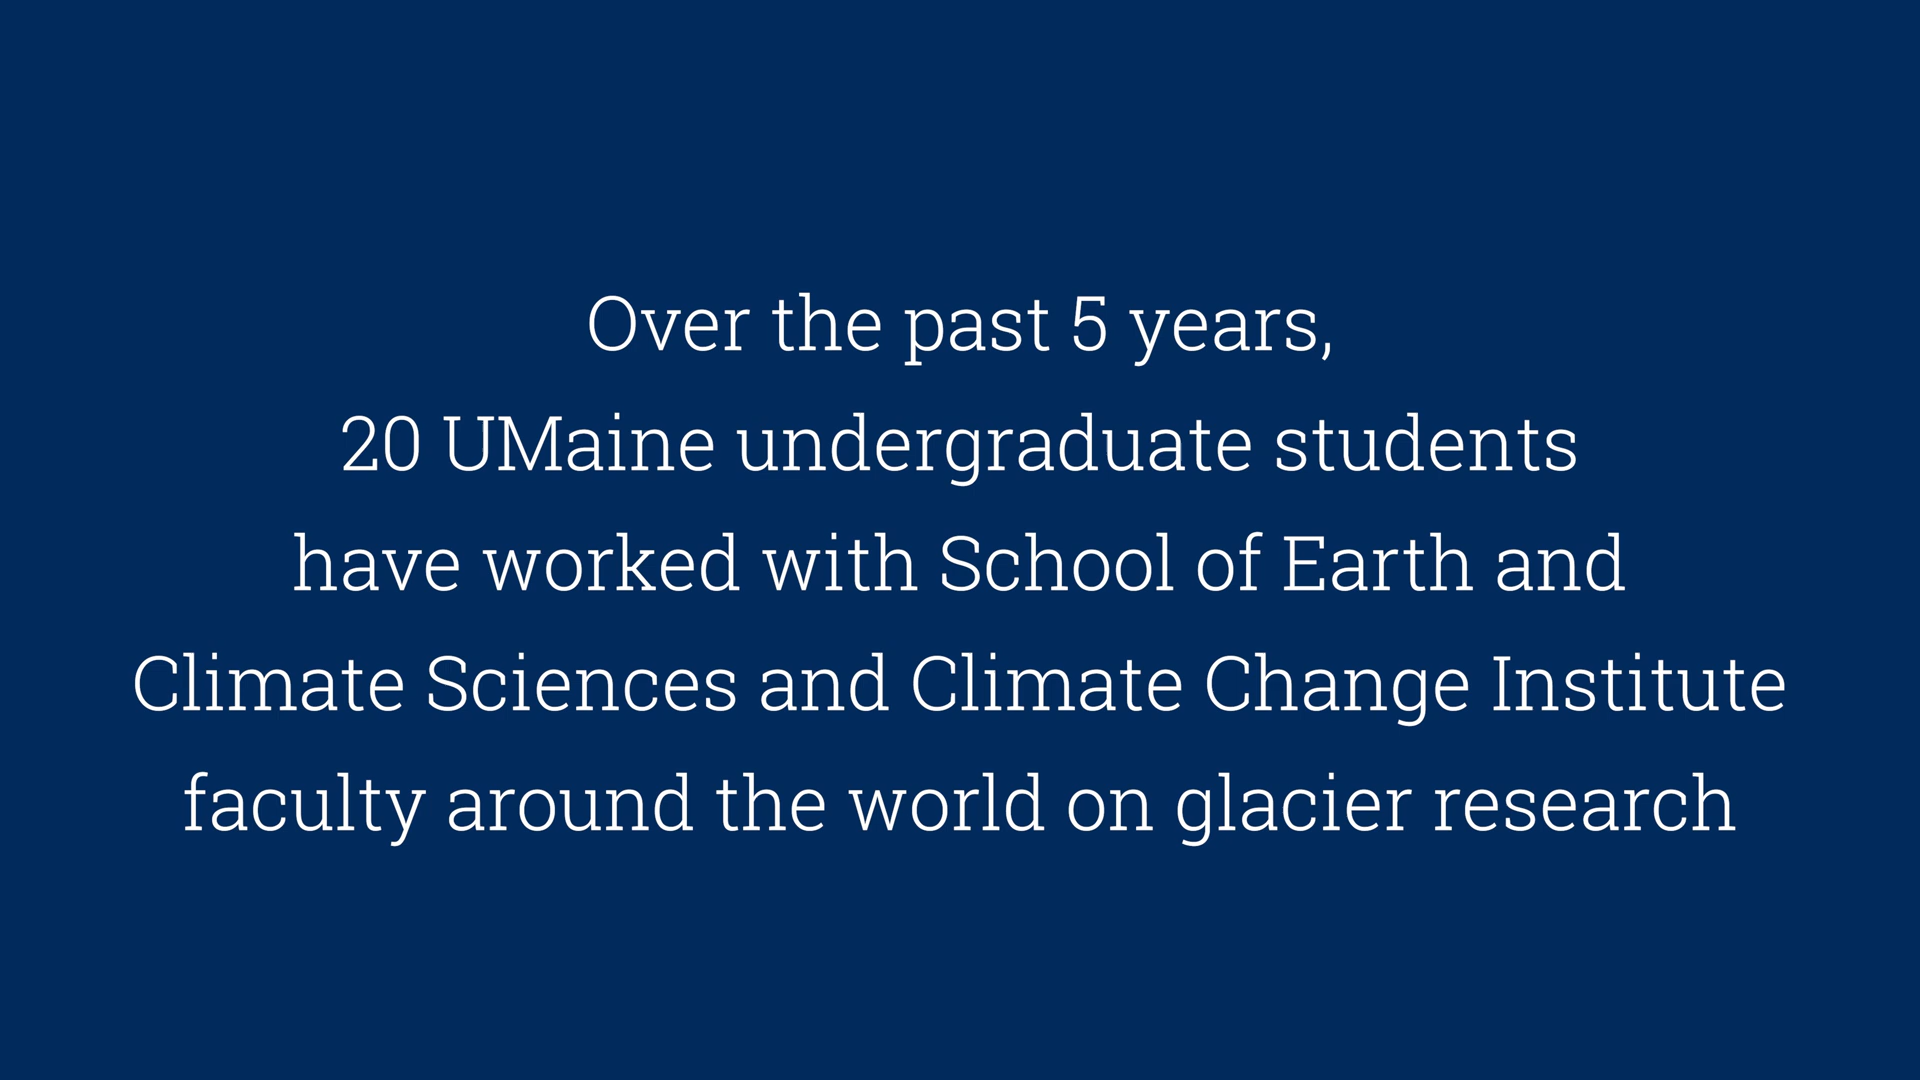 Over the past 5 years,
20 UMaine undergraduate students
have worked with School of Earth and
Climate Sciences and Climate Change Institute
faculty around the world on glacier research